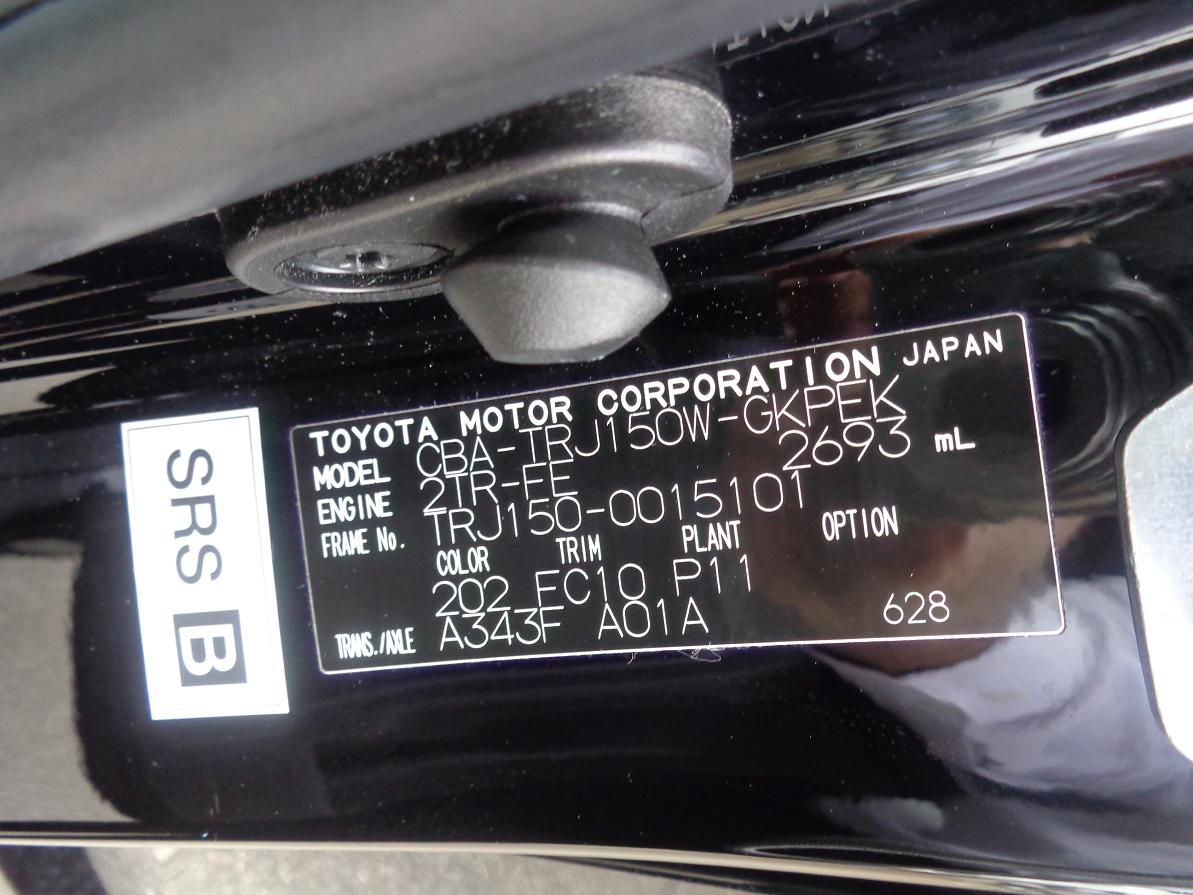 TOYOTA MOTOR CORPORATION JAPAN
MODEL CBA-TRJ150W-GKPEK
ENGINE 2TR-FE 2693 mL
FRAME No. TRJ150-0015101
COLOR TRIM PLANT OPTION
202 FC10 P11
TRANS./AXLE A343F A01A 628
SRS B